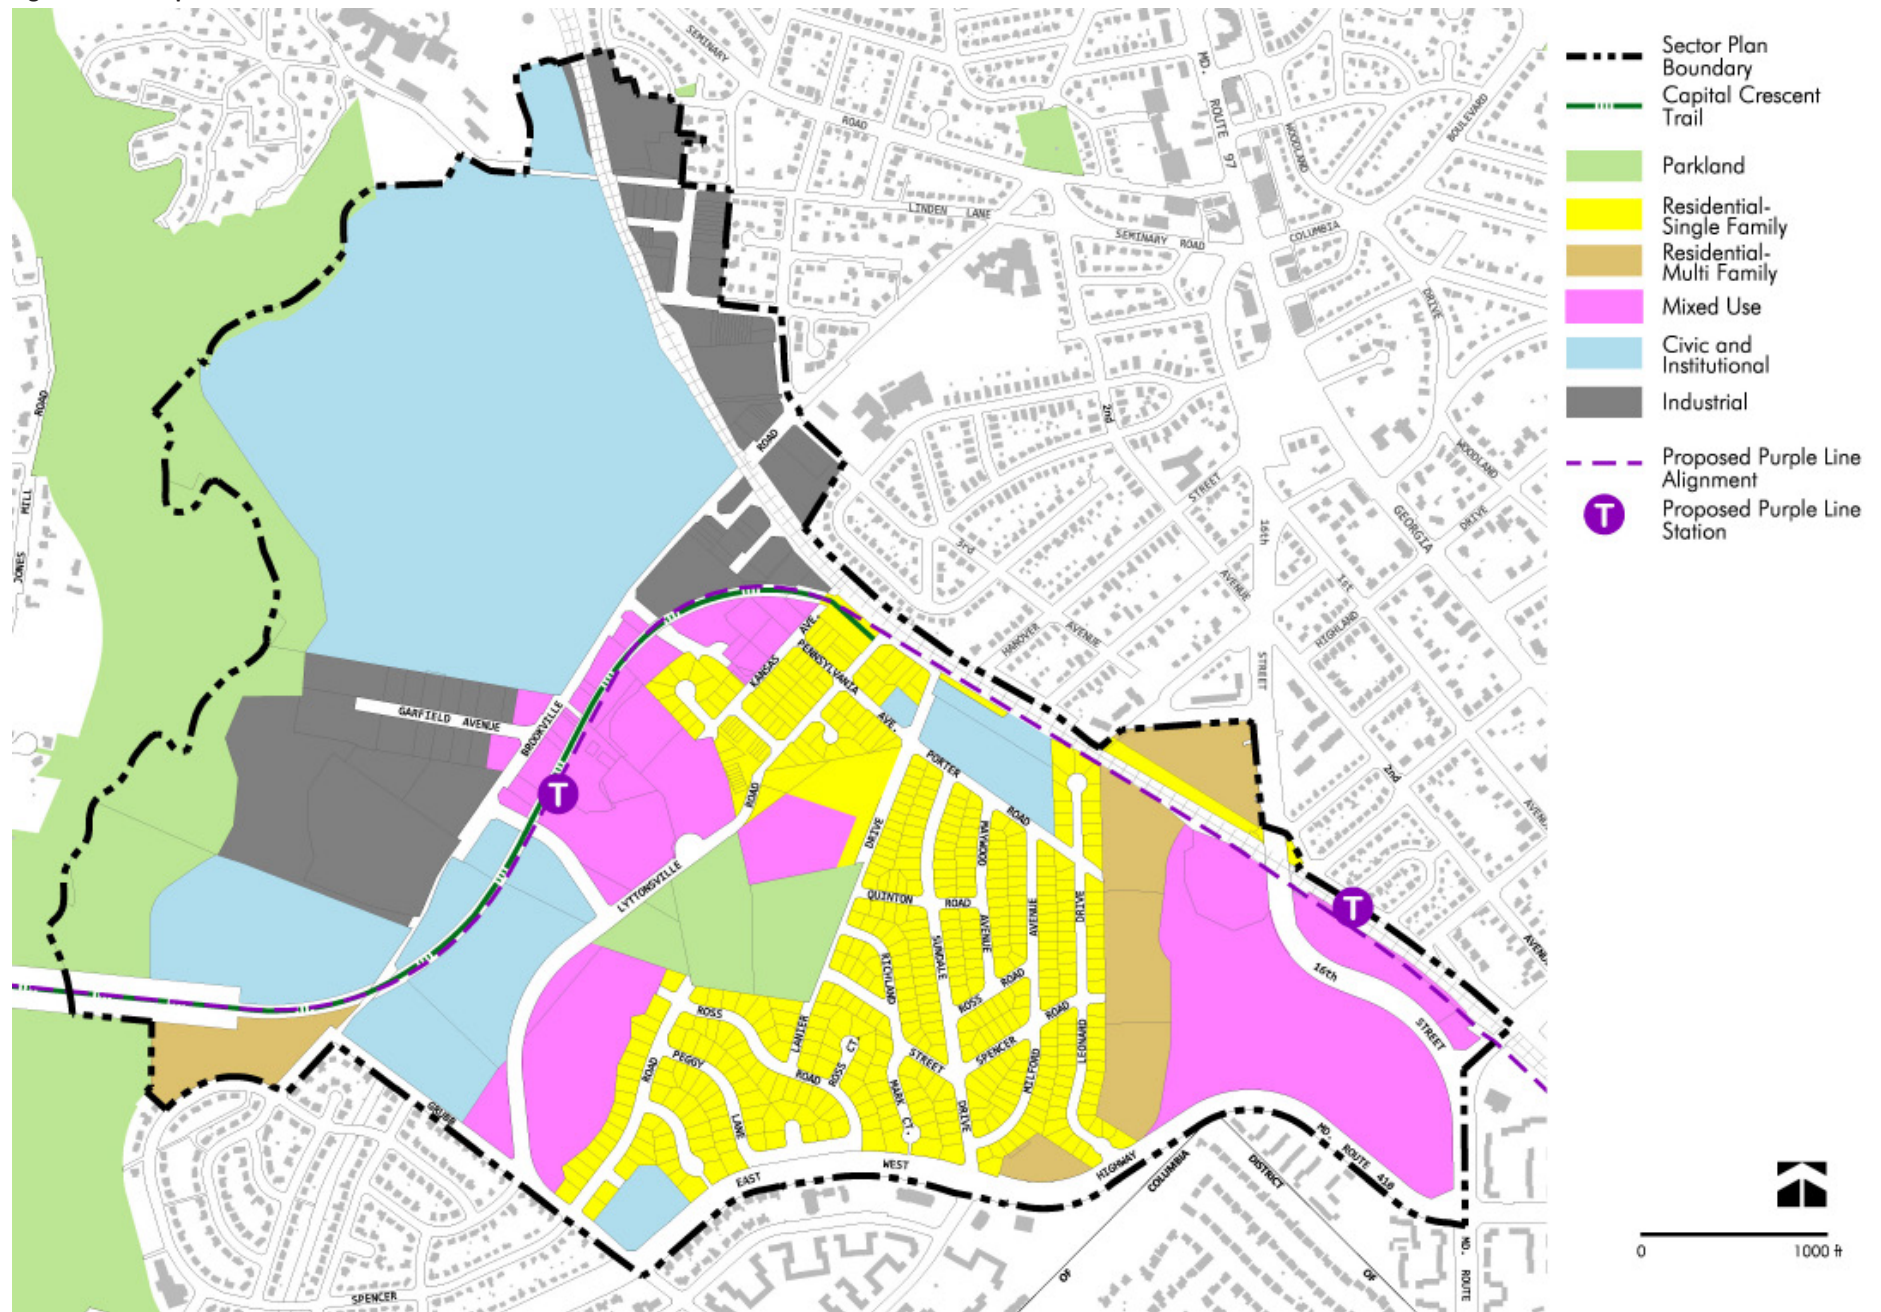 SEMINARY
ROAD
MD.
ROUTE
97
WOODLAND
BOULEVARD
LINDEN LANE
SEMINARY ROAD
COLUMBIA
DRIVE
ROAD
MILL
JONES
2nd
STREET
ROAD
3rd
16th
AVENUE
GEORGIA
WOODLAND
DRIVE
1st
HIGHLAND
HANOVER AVENUE
STREET
2nd
AVENUE
AVENUE
KANSAS AVE.
PENNSYLVANIA
AVE.
GARFIELD AVENUE
BROOKVILLE
T
PORTER
ROAD
ROAD
LYTTONSVILLE
DRIVE
MAYWOOD
AVENUE
QUINTON ROAD
SUNDALE
AVENUE
DRIVE
RICHLAND
ROSS ROAD
T
16th
STREET
ROSS
LANIER
ROAD
ROSS CT.
STREET
SPENCER
ROAD
MILFORD
LEONARD
PEGGY
LANE
ROAD
MARK CT.
DRIVE
GRUBB
EAST
WEST
HIGHWAY
MD. ROUTE 410
COLUMBIA
DISTRICT
OF
OF
MD. ROUTE
SPENCER
Sector Plan
Boundary
Capital Crescent
Trail
Parkland
Residential-
Single Family
Residential-
Multi Family
Mixed Use
Civic and
Institutional
Industrial
Proposed Purple Line
Alignment
T
Proposed Purple Line
Station
0
1000 ft